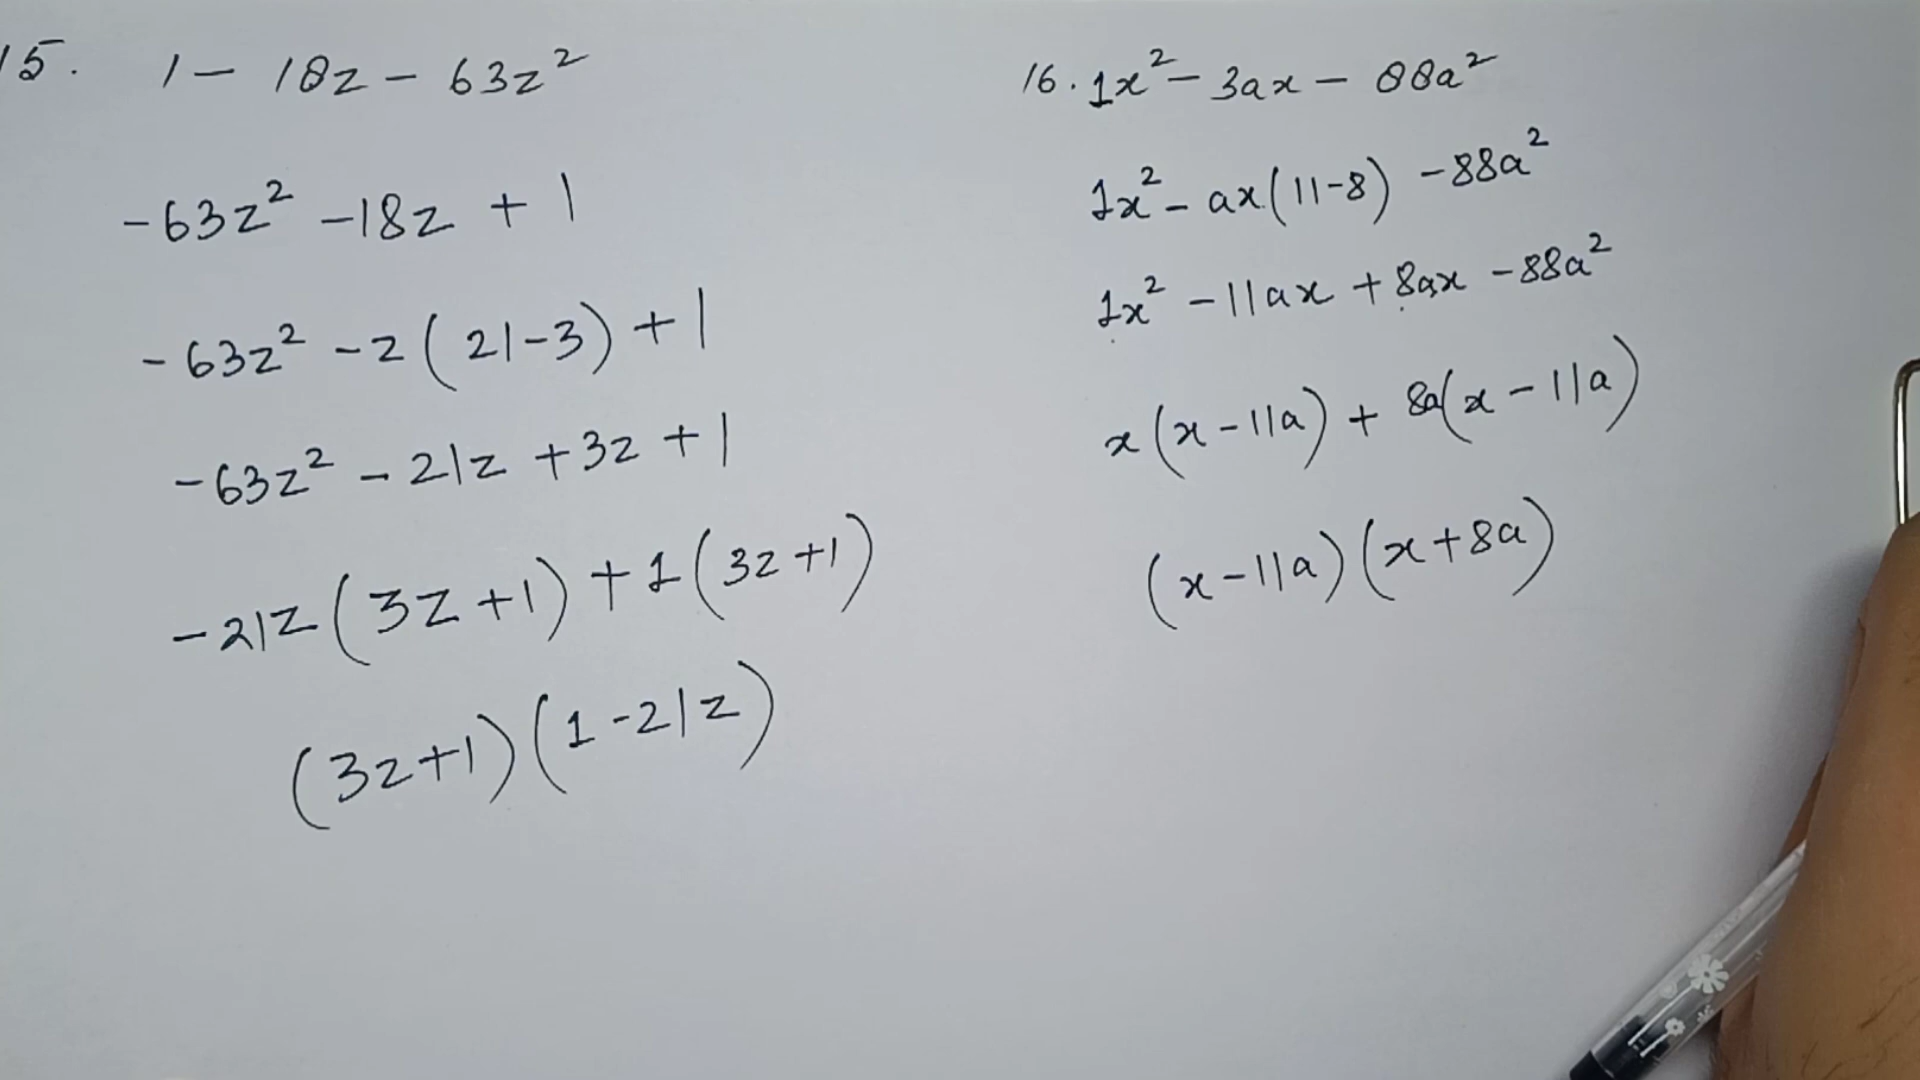 15. 1 - 18z - 63z²
-63z² - 18z + 1
-63z² - z(21-3) + 1
-63z² - 21z + 3z + 1
-21z(3z+1) + 1(3z+1)
(3z+1)(1-21z)
16. 1x² - 3ax - 88a²
1x² - ax(11-8) - 88a²
1x² - 11ax + 8ax - 88a²
x(x-11a) + 8a(x-11a)
(x-11a)(x+8a)